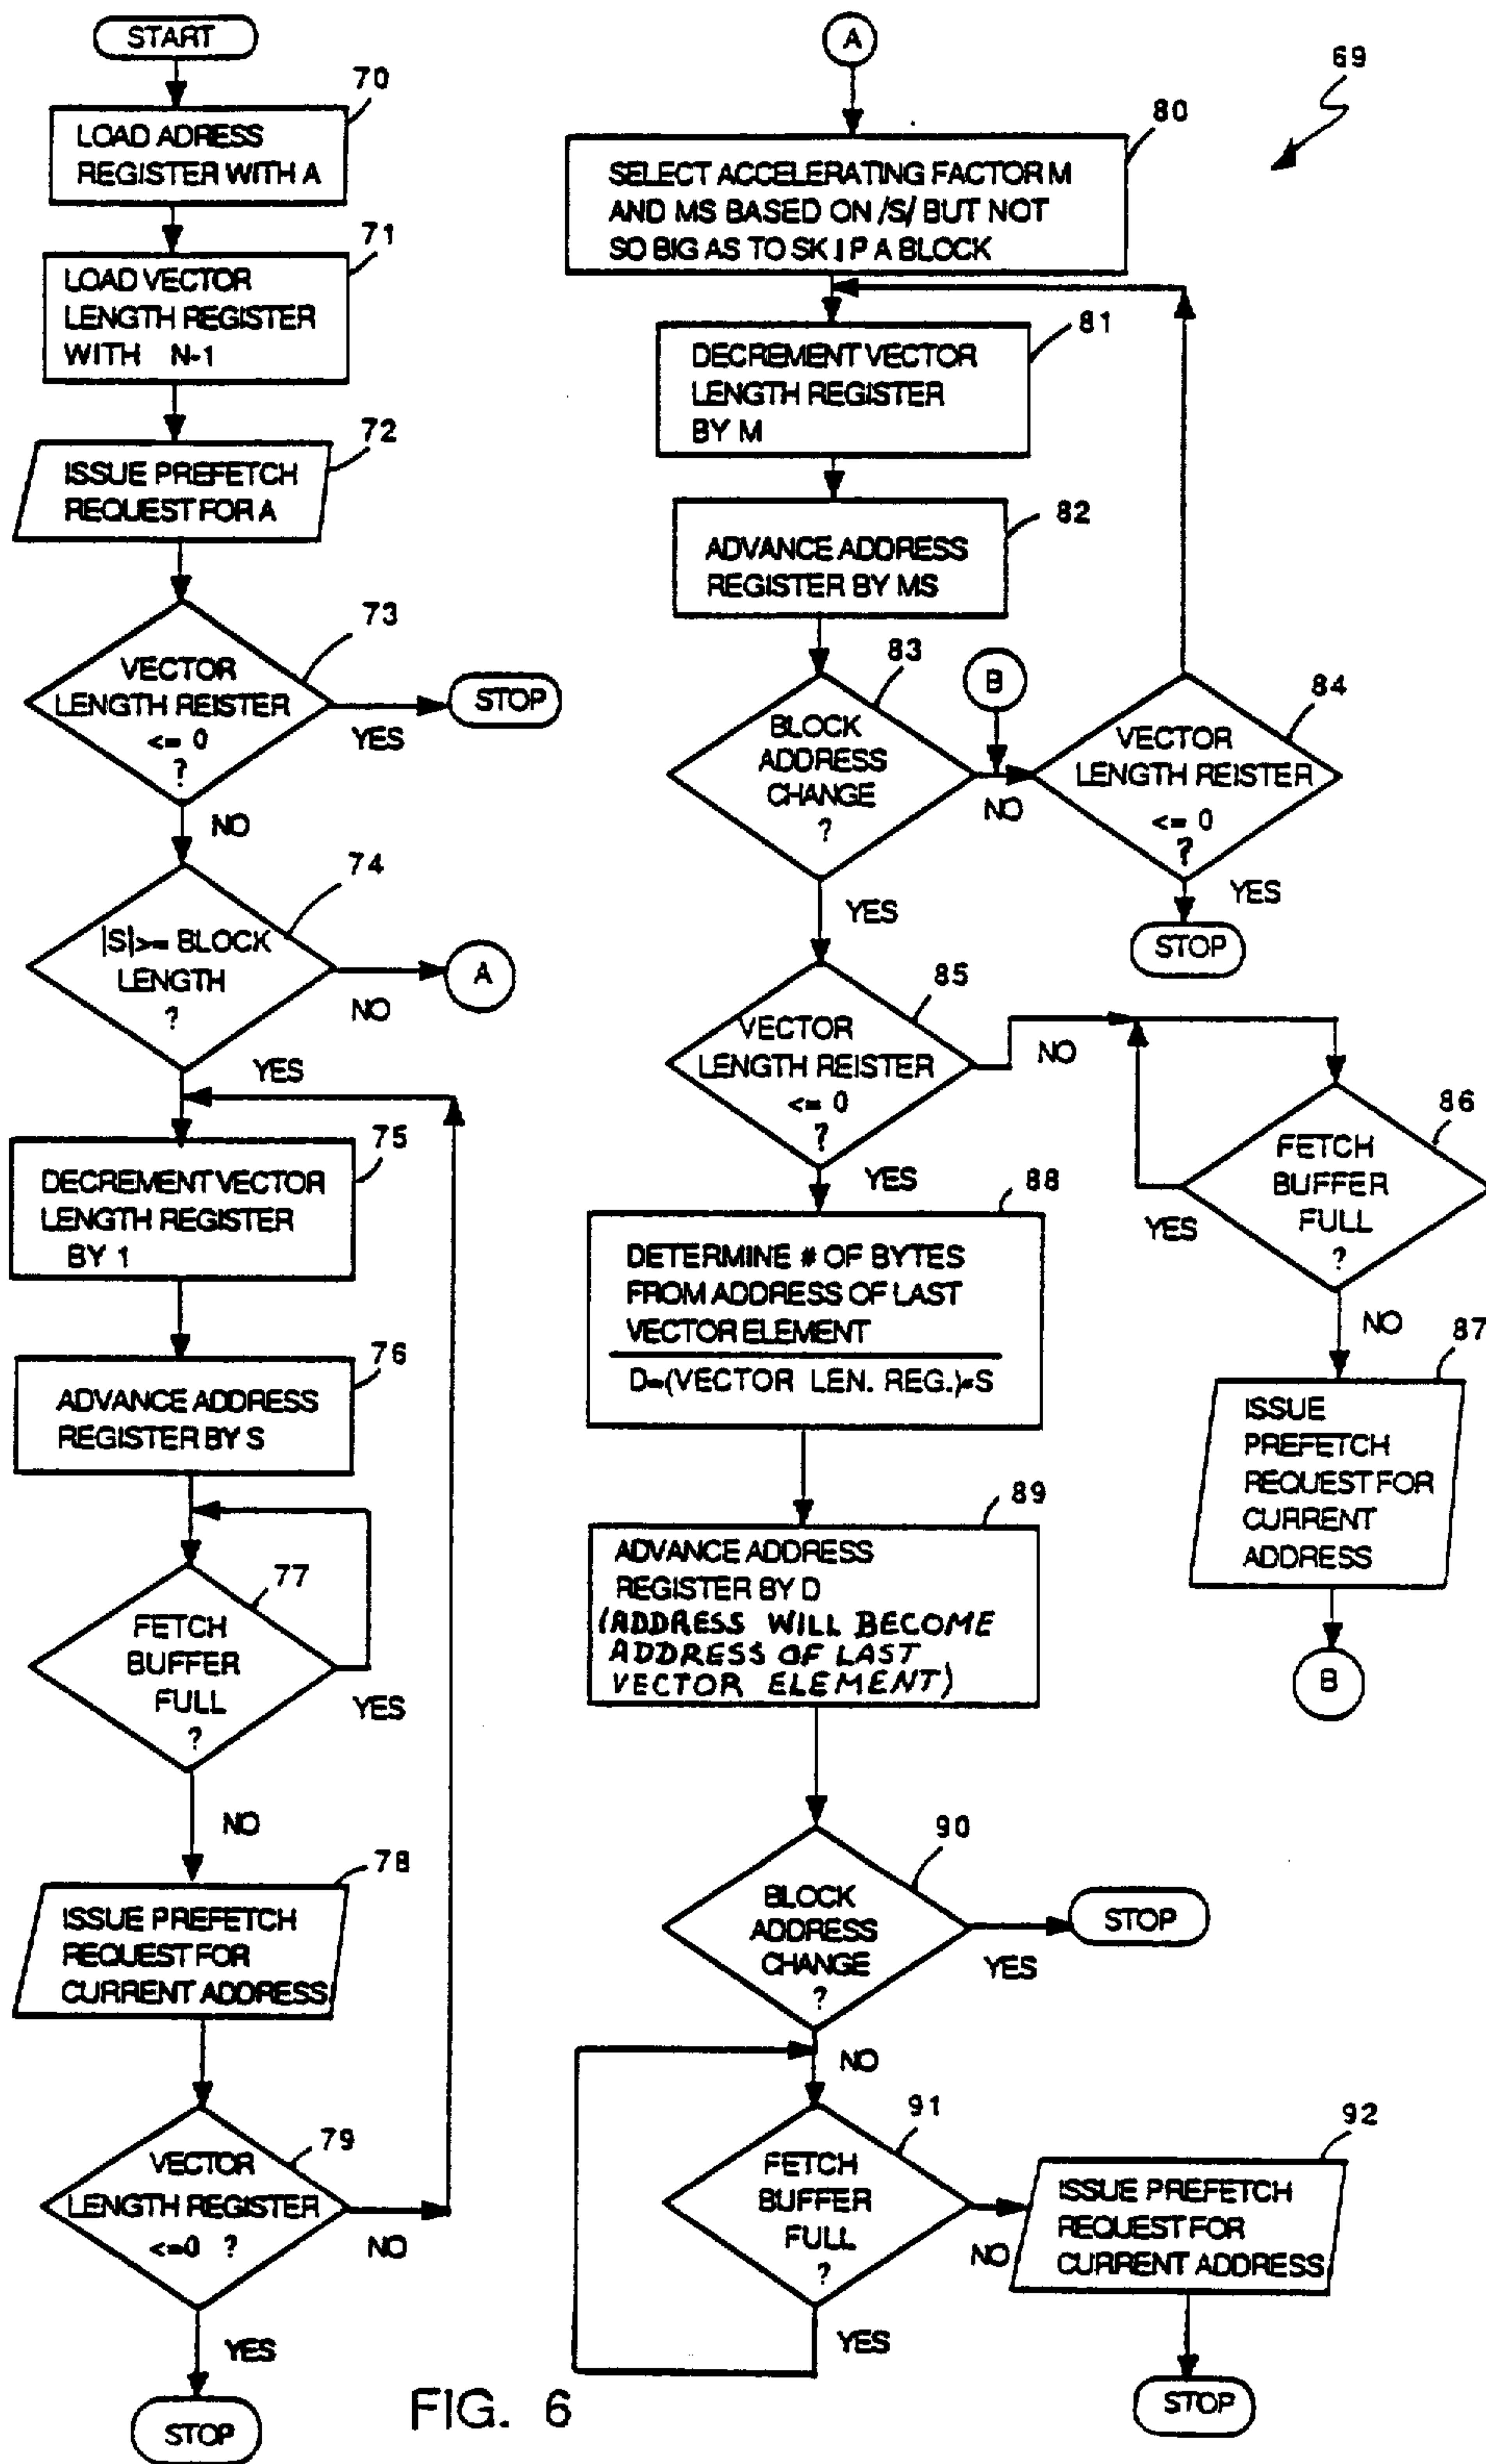 START
70
LOAD ADRESS
REGISTER WITH A
71
LOAD VECTOR
LENGTH REGISTER
WITH N-1
72
ISSUE PREFETCH
REQUEST FOR A
73
VECTOR
LENGTH REISTER
<= 0
?
YES
STOP
NO
74
|S|>= BLOCK
LENGTH
?
NO
A
YES
75
DECREMENT VECTOR
LENGTH REGISTER
BY 1
76
ADVANCE ADDRESS
REGISTER BY S
77
FETCH
BUFFER
FULL
?
YES
NO
78
ISSUE PREFETCH
REQUEST FOR
CURRENT ADDRESS
79
VECTOR
LENGTH REGISTER
<=0 ?
NO
YES
STOP
A
69
80
SELECT ACCELERATING FACTOR M
AND MS BASED ON /S/ BUT NOT
SO BIG AS TO SKIP A BLOCK
81
DECREMENT VECTOR
LENGTH REGISTER
BY M
82
ADVANCE ADDRESS
REGISTER BY MS
83
BLOCK
ADDRESS
CHANGE
?
NO
B
84
VECTOR
LENGTH REISTER
<= 0
?
YES
STOP
YES
85
VECTOR
LENGTH REISTER
<= 0
?
NO
86
FETCH
BUFFER
FULL
?
YES
NO
87
ISSUE
PREFETCH
REQUEST FOR
CURRENT
ADDRESS
B
YES
88
DETERMINE # OF BYTES
FROM ADDRESS OF LAST
VECTOR ELEMENT
D=(VECTOR LEN. REG.)*S
89
ADVANCE ADDRESS
REGISTER BY D
(ADDRESS WILL BECOME
ADDRESS OF LAST
VECTOR ELEMENT)
90
BLOCK
ADDRESS
CHANGE
?
YES
STOP
NO
91
FETCH
BUFFER
FULL
?
NO
YES
92
ISSUE PREFETCH
REQUEST FOR
CURRENT ADDRESS
STOP
FIG. 6